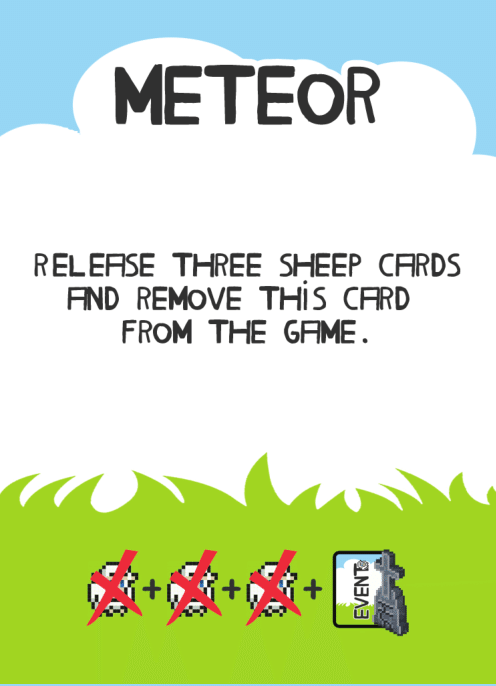 METEOR
RELEASE THREE SHEEP CARDS
AND REMOVE THIS CARD
FROM THE GAME.
+ + +
EVENT